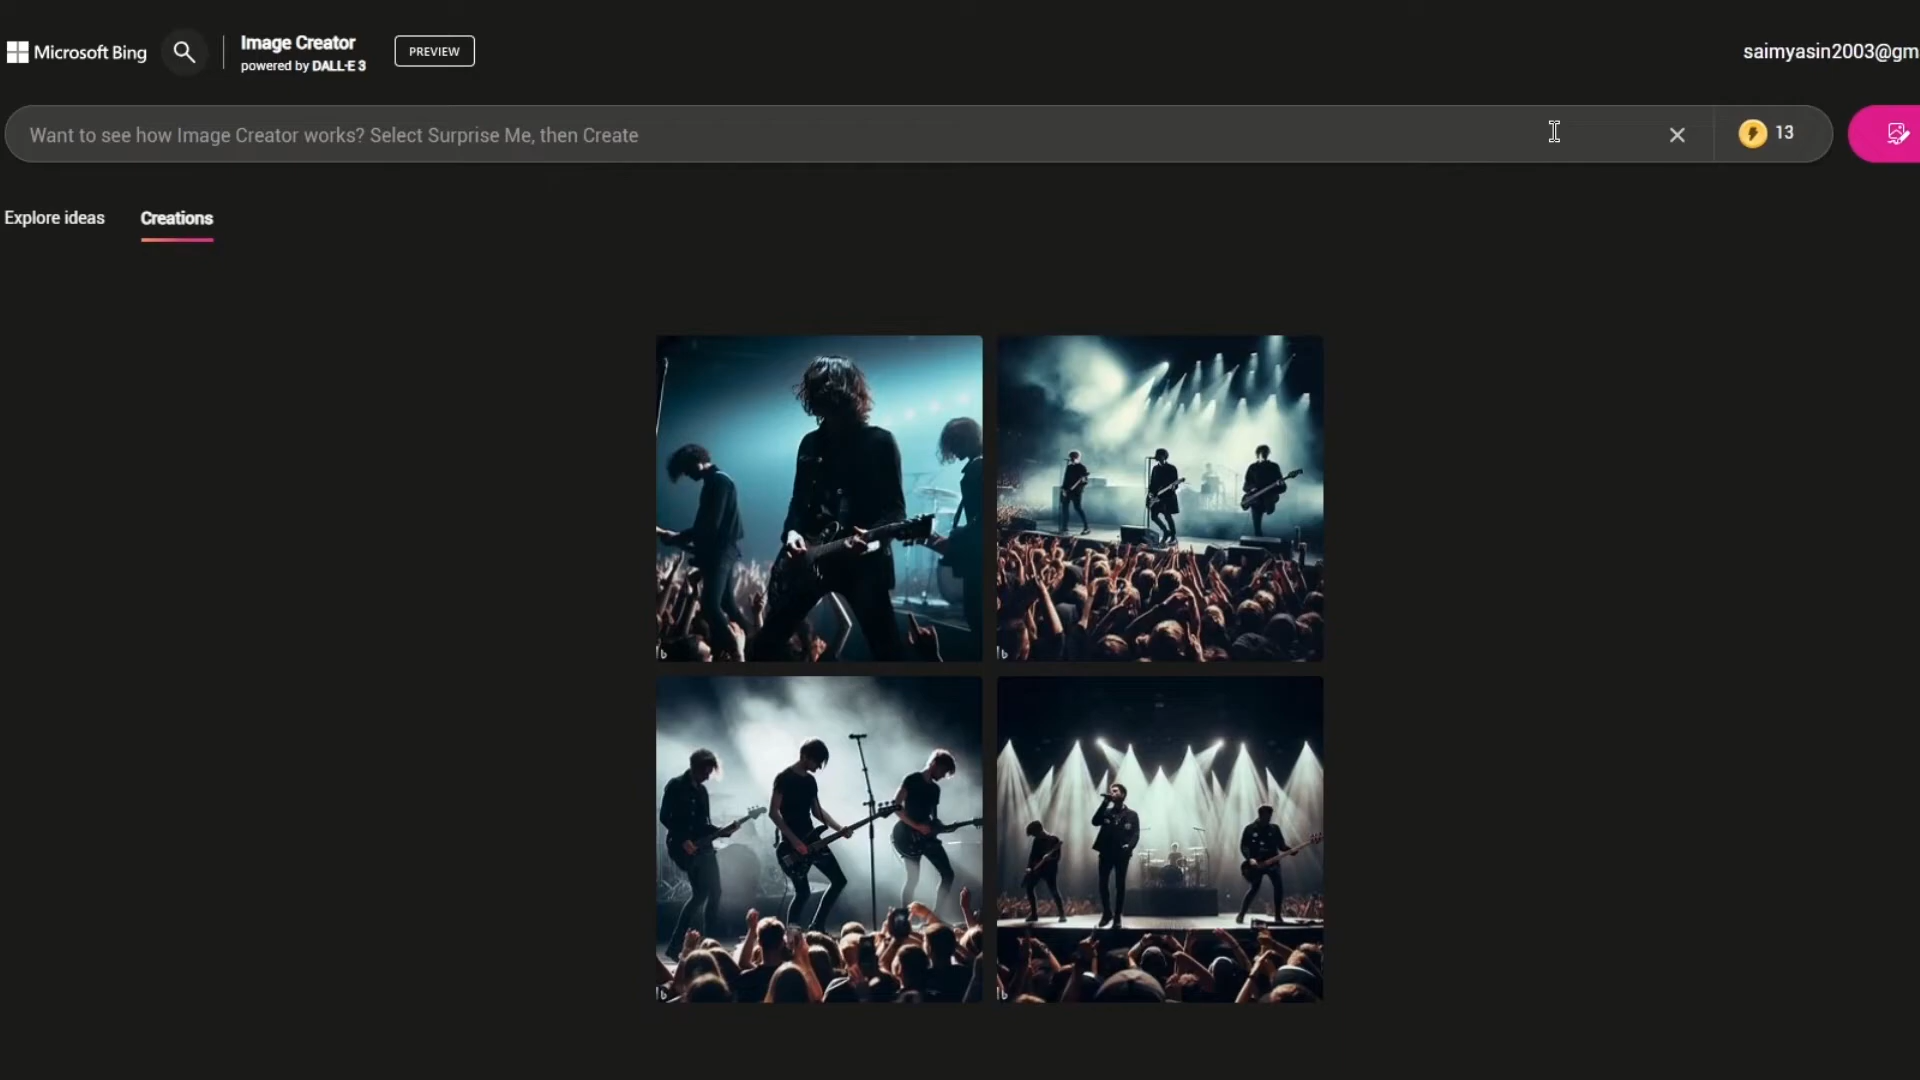 Microsoft Bing
Image Creator
powered by DALL·E 3
PREVIEW
saimyasin2003@gm
Want to see how Image Creator works? Select Surprise Me, then Create
13
Explore ideas
Creations